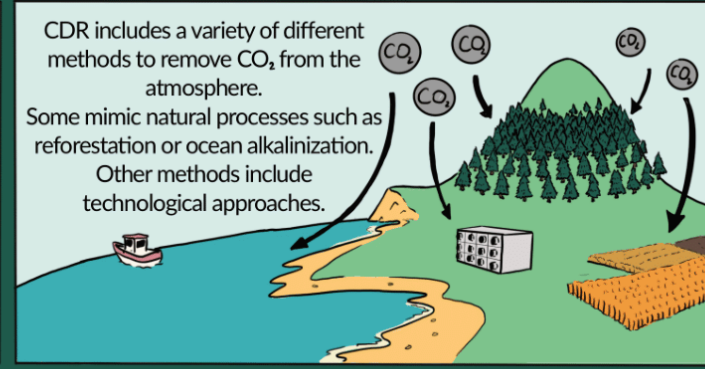 CDR includes a variety of different
methods to remove CO₂ from the
atmosphere.
Some mimic natural processes such as
reforestation or ocean alkalinization.
Other methods include
technological approaches.
CO₂
CO₂
CO₂
CO₂
CO₂